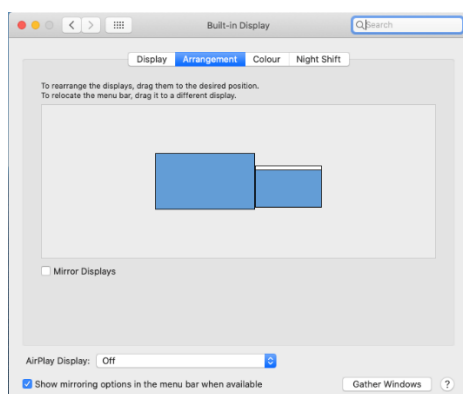 Built-in Display
Search
Display Arrangement Colour Night Shift
To rearrange the displays, drag them to the desired position.
To relocate the menu bar, drag it to a different display.
Mirror Displays
AirPlay Display: Off
Show mirroring options in the menu bar when available
Gather Windows ?